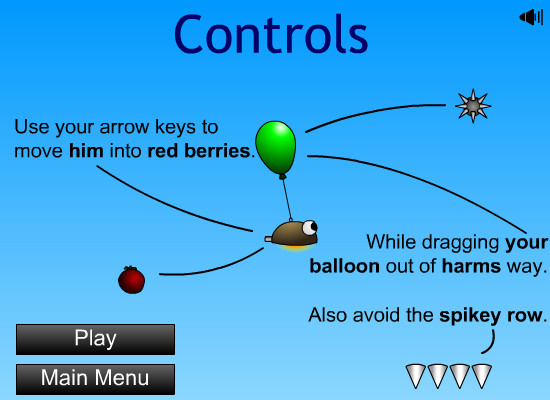 Controls
Use your arrow keys to
move him into red berries.
While dragging your
balloon out of harms way.
Also avoid the spikey row.
Play
Main Menu